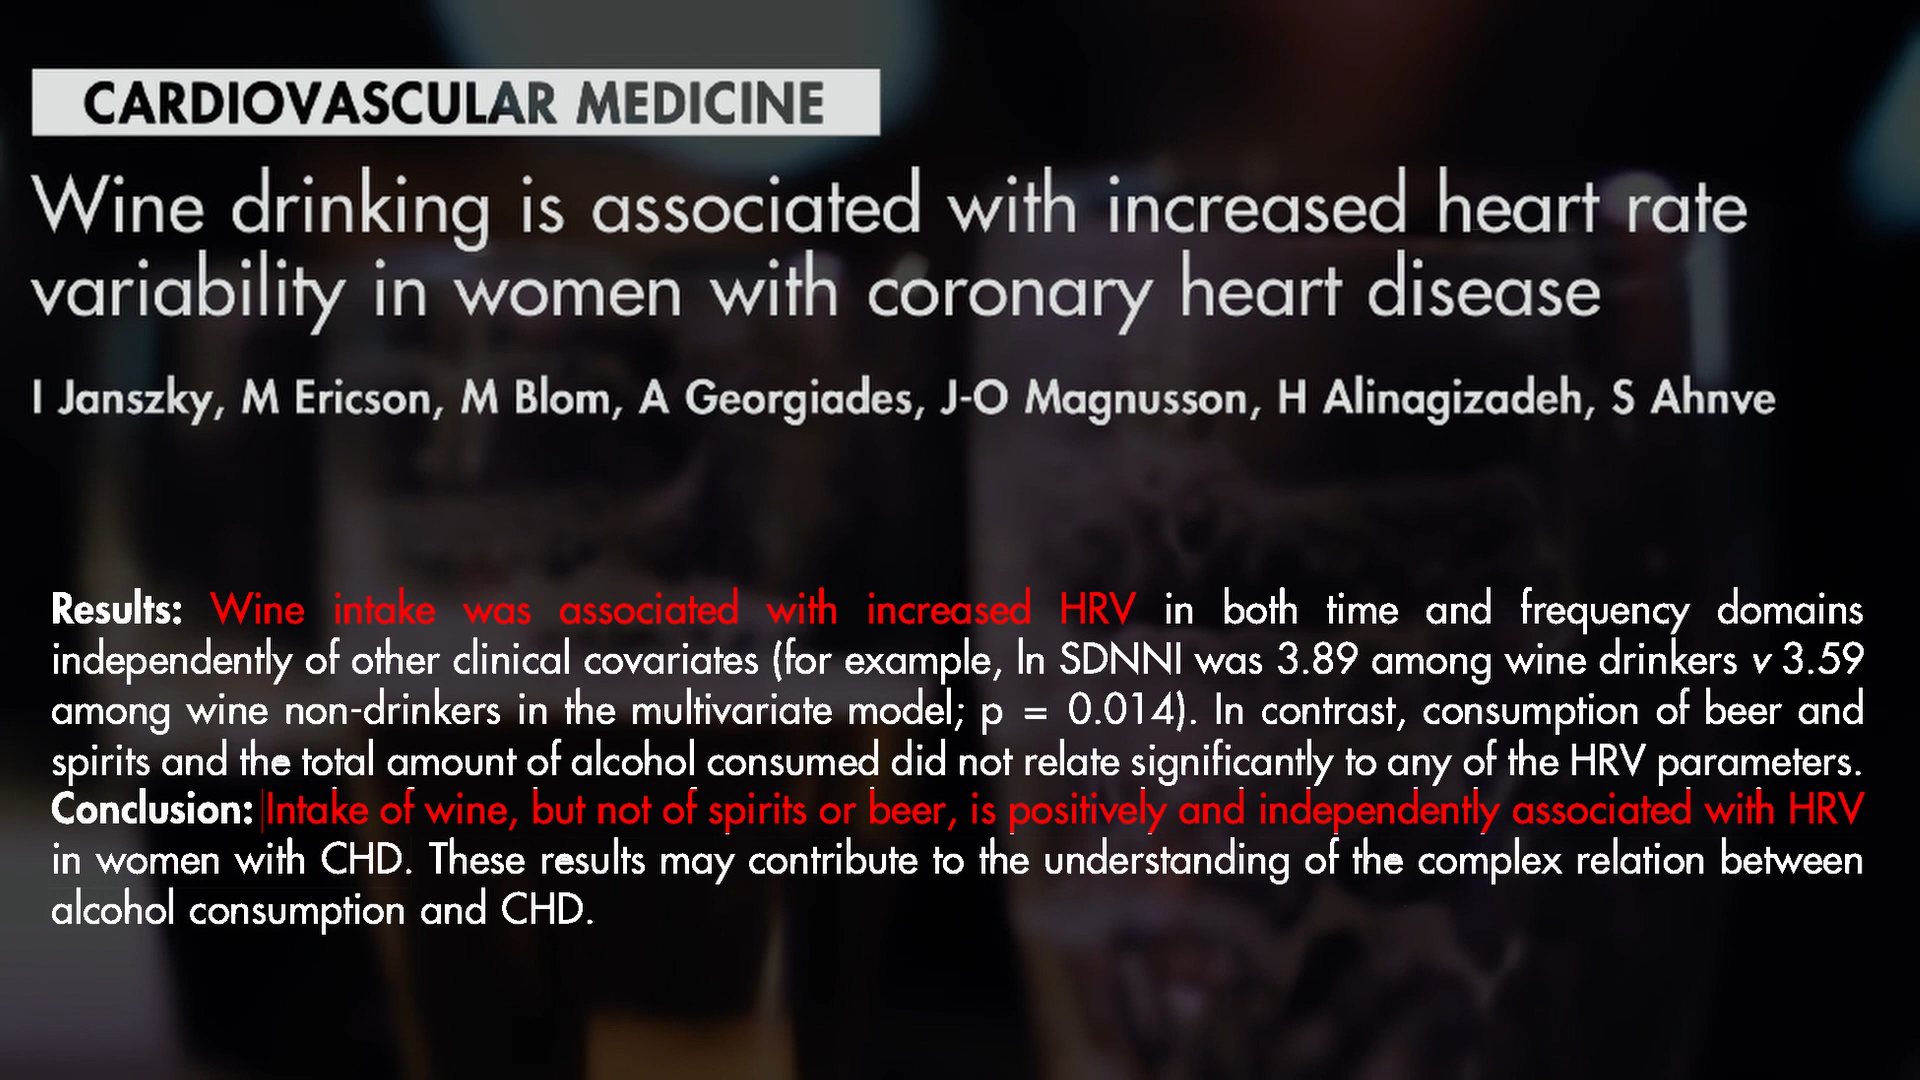 CARDIOVASCULAR MEDICINE
Wine drinking is associated with increased heart rate
variability in women with coronary heart disease
I Janszky, M Ericson, M Blom, A Georgiades, J-O Magnusson, H Alinagizadeh, S Ahnve
Results: Wine intake was associated with increased HRV in both time and frequency domains
independently of other clinical covariates (for example, ln SDNNI was 3.89 among wine drinkers v 3.59
among wine non-drinkers in the multivariate model; p = 0.014). In contrast, consumption of beer and
spirits and the total amount of alcohol consumed did not relate significantly to any of the HRV parameters.
Conclusion: Intake of wine, but not of spirits or beer, is positively and independently associated with HRV
in women with CHD. These results may contribute to the understanding of the complex relation between
alcohol consumption and CHD.